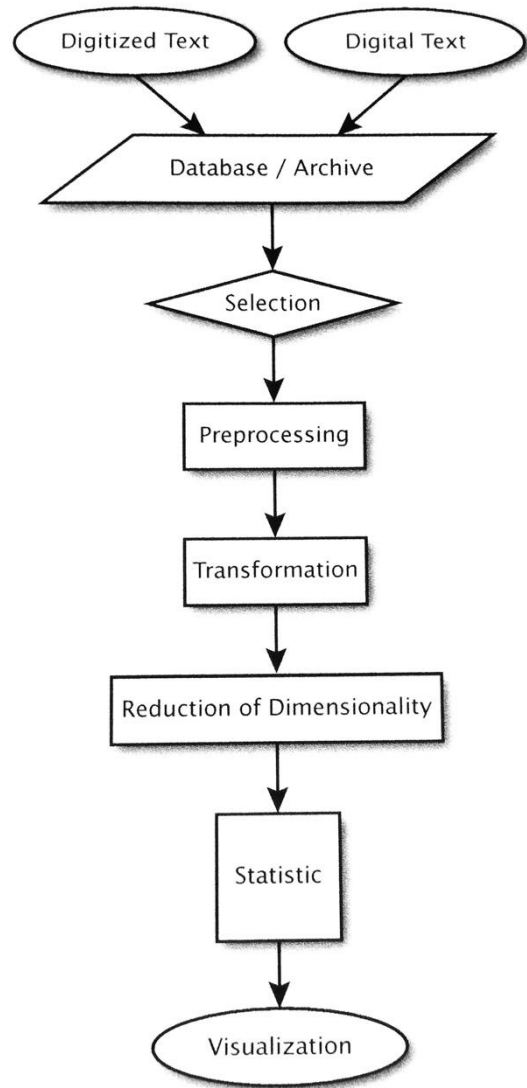 Digitized Text
Digital Text
Database / Archive
Selection
Preprocessing
Transformation
Reduction of Dimensionality
Statistic
Visualization